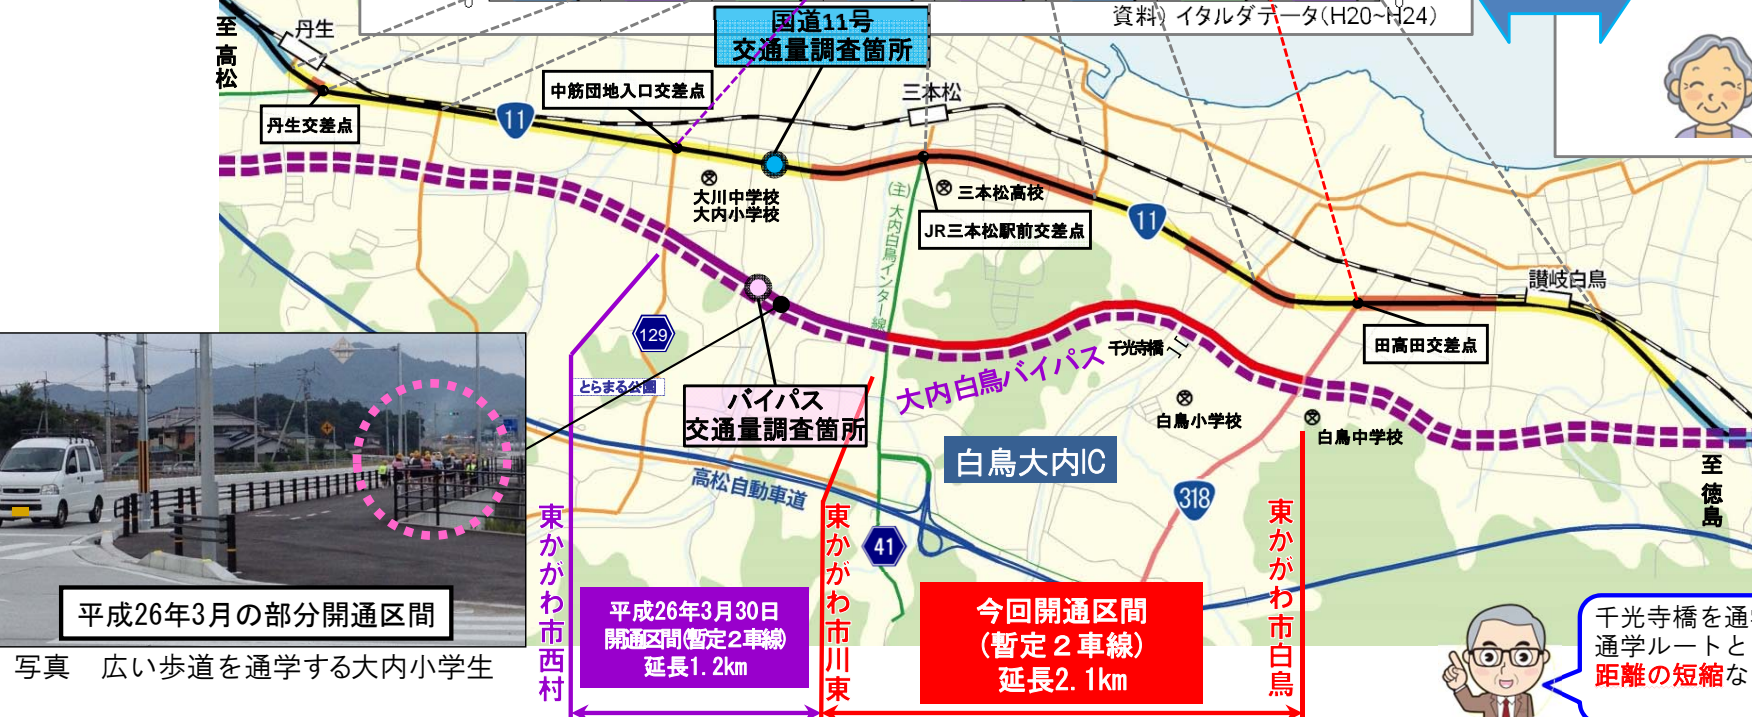 資料) イタルダデータ(H20~H24)
至高松
丹生
国道11号
交通量調査箇所
中筋団地入口交差点
三本松
丹生交差点
11
大川中学校
大内小学校
三本松高校
(主)大内白鳥インター線
JR三本松駅前交差点
11
讃岐白鳥
129
千光寺橋
田高田交差点
とらまる公園
大内白鳥バイパス
バイパス
交通量調査箇所
白鳥小学校
白鳥中学校
白鳥大内IC
至徳島
高松自動車道
318
41
東かがわ市西村
東かがわ市川東
東かがわ市白鳥
平成26年3月の部分開通区間
写真 広い歩道を通学する大内小学生
平成26年3月30日
開通区間(暫定2車線)
延長1.2km
今回開通区間
(暫定2車線)
延長2.1km
千光寺橋を通
通学ルートと
距離の短縮な